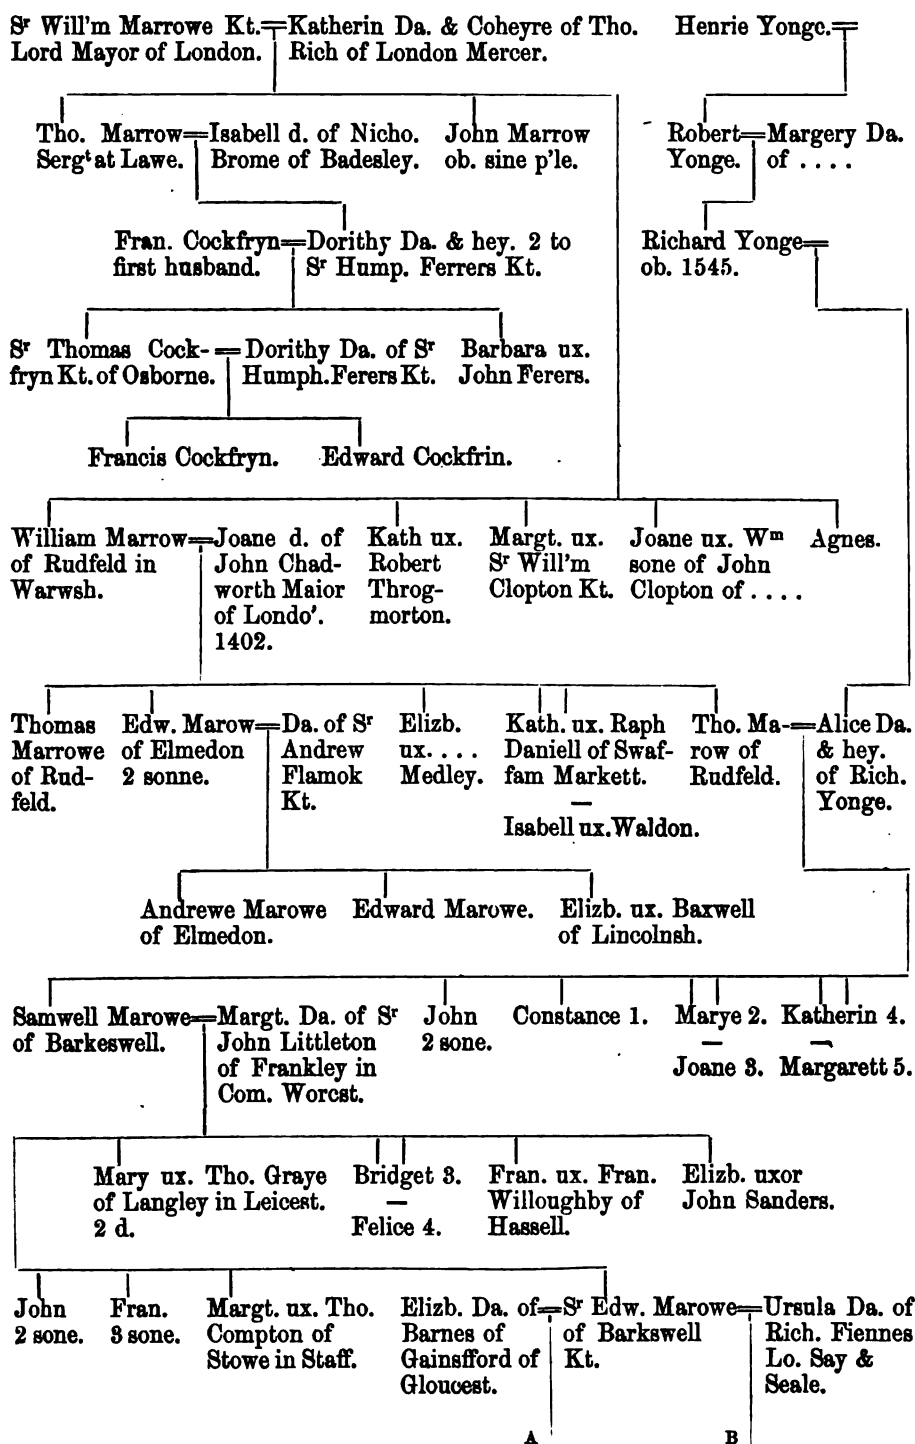 Sr Will'm Marrowe Kt.=Katherin Da. & Coheyre of Tho.
Lord Mayor of London. Rich of London Mercer.
Henrie Yonge.=
Tho. Marrow=Isabell d. of Nicho.
Sergt at Lawe. Brome of Badesley.
John Marrow
ob. sine p'le.
Robert=Margery Da.
Yonge. of ....
Fran. Cockfryn=Dorithy Da. & hey. 2 to
first husband. Sr Hump. Ferrers Kt.
Richard Yonge=
ob. 1545.
Sr Thomas Cock-=Dorithy Da. of Sr
fryn Kt. of Osborne. Humph. Ferers Kt.
Barbara ux.
John Ferers.
Francis Cockfryn.
Edward Cockfrin.
William Marrow=Joane d. of
of Rudfeld in John Chad-
Warwsh. worth Maior
of Londo'.
1402.
Kath ux.
Robert
Throg-
morton.
Margt. ux.
Sr Will'm
Clopton Kt.
Joane ux. Wm
sone of John
Clopton of ....
Agnes.
Thomas
Marrowe
of Rud-
feld.
Edw. Marow=Da. of Sr
of Elmedon Andrew
2 sonne. Flamok
Kt.
Elizb.
ux. ....
Medley.
Kath. ux. Raph
Daniell of Swaf-
fam Markett.
—
Isabell ux. Waldon.
Tho. Ma-=Alice Da.
row of & hey.
Rudfeld. of Rich.
Yonge.
Andrewe Marowe
of Elmedon.
Edward Marowe.
Elizb. ux. Baxwell
of Lincolnsh.
Samwell Marowe=Margt. Da. of Sr
of Barkeswell. John Littleton
of Frankley in
Com. Worcst.
John
2 sone.
Constance 1.
Marye 2.
—
Joane 3.
Katherin 4.
—
Margarett 5.
Mary ux. Tho. Graye
of Langley in Leicest.
2 d.
Bridget 3.
—
Felice 4.
Fran. ux. Fran.
Willoughby of
Hassell.
Elizb. uxor
John Sanders.
John
2 sone.
Fran.
3 sone.
Margt. ux. Tho.
Compton of
Stowe in Staff.
Elizb. Da. of=Sr Edw. Marowe=Ursula Da. of
Barnes of of Barkswell Rich. Fiennes
Gainsfford of Kt. Lo. Say &
Gloucest. Seale.
A B